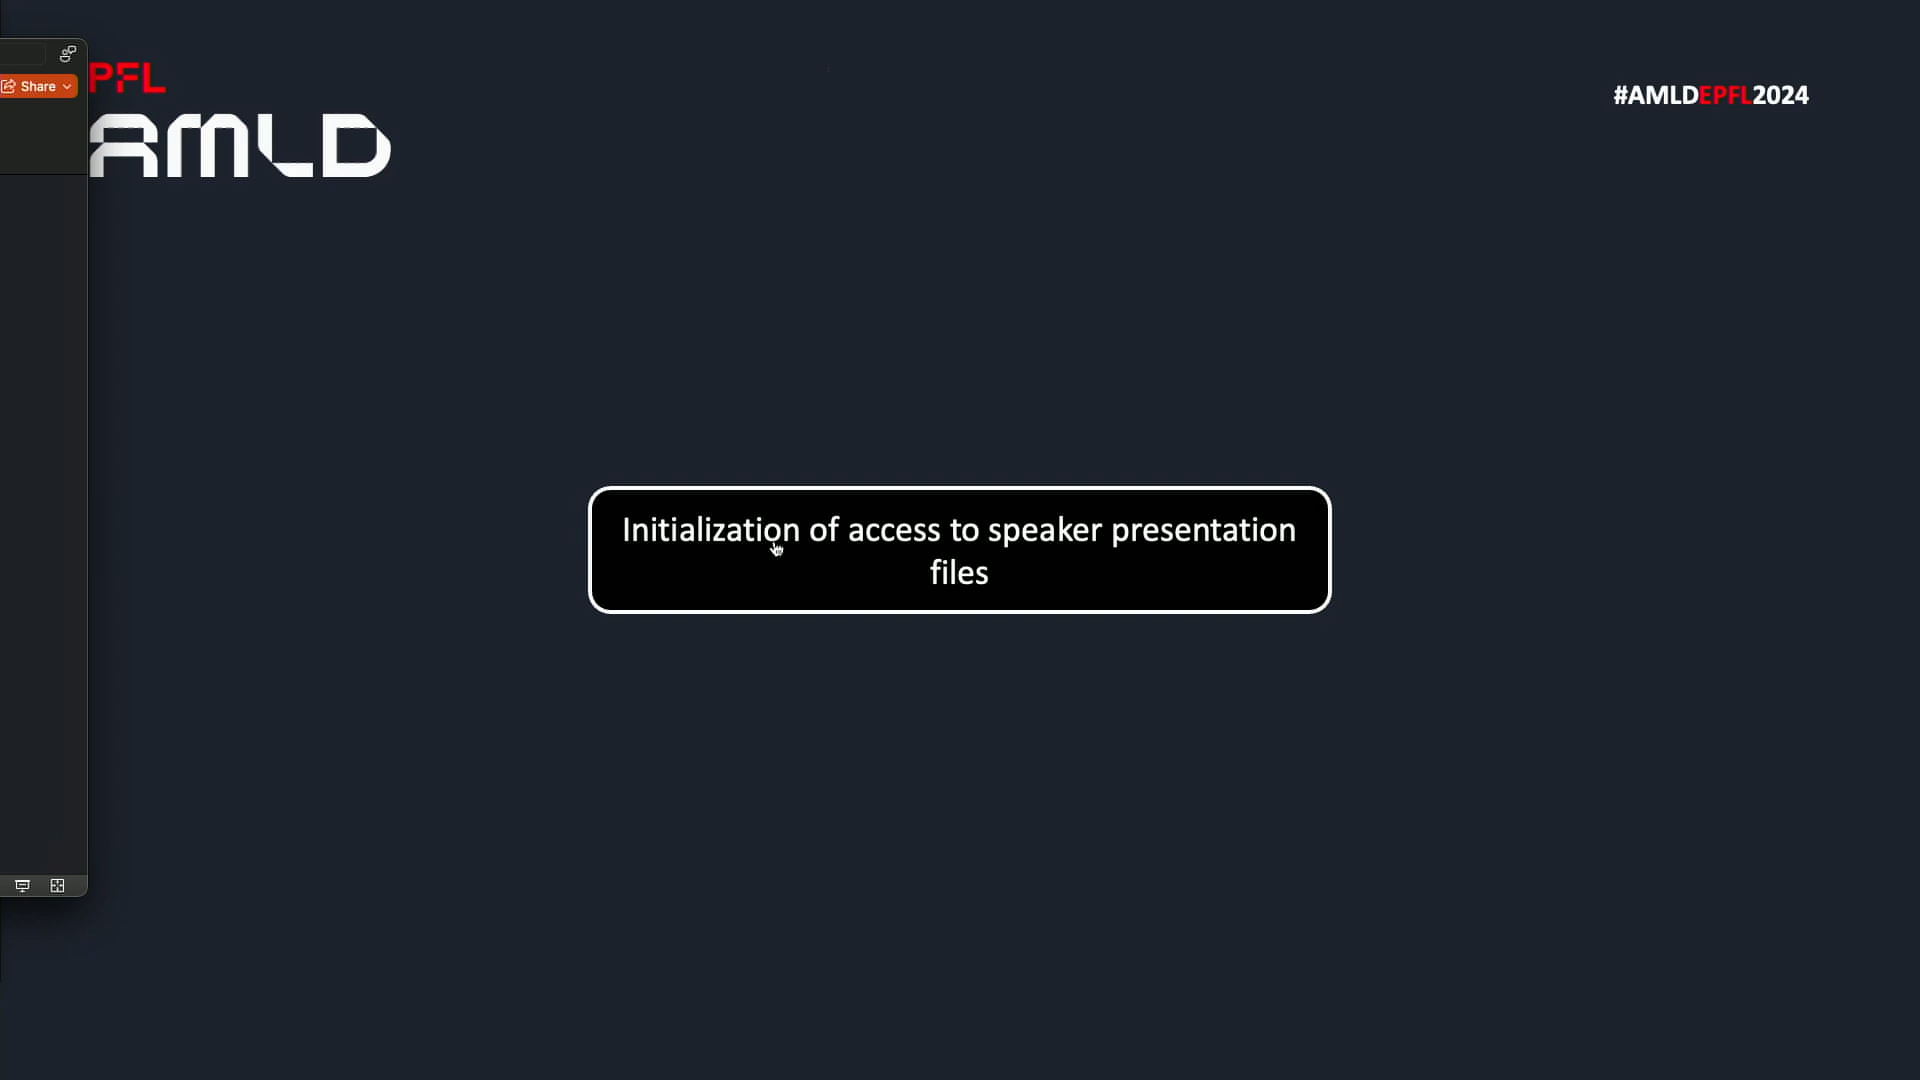 PFL
Share
#AMLDEPFL2024
AMLD
Initialization of access to speaker presentation
files